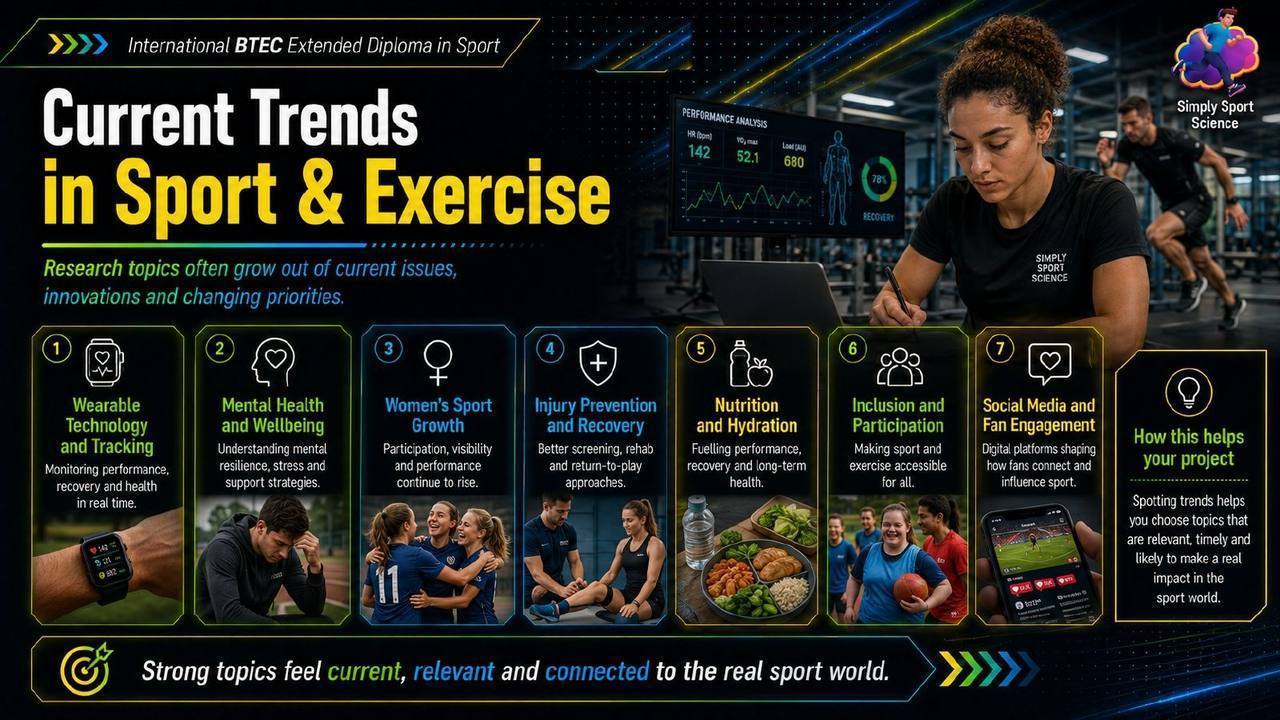 International BTEC Extended Diploma in Sport
Current Trends
in Sport & Exercise
Research topics often grow out of current issues,
innovations and changing priorities.
PERFORMANCE ANALYSIS
HR (bpm)
142
VO₂ max
52.1
Load (AU)
680
78%
RECOVERY
SIMPLY
SPORT
SCIENCE
Simply Sport
Science
1
Wearable
Technology
and Tracking
Monitoring performance,
recovery and health
in real time.
142
2
Mental Health
and Wellbeing
Understanding mental
resilience, stress and
support strategies.
3
Women's Sport
Growth
Participation, visibility
and performance
continue to rise.
11
4
Injury Prevention
and Recovery
Better screening, rehab
and return-to-play
approaches.
5
Nutrition
and Hydration
Fuelling performance,
recovery and long-term
health.
6
Inclusion and
Participation
Making sport and
exercise accessible
for all.
7
Social Media and
Fan Engagement
Digital platforms shaping
how fans connect and
influence sport.
How this helps
your project
Spotting trends helps
you choose topics that
are relevant, timely and
likely to make a real
impact in the
sport world.
Strong topics feel current, relevant and connected to the real sport world.